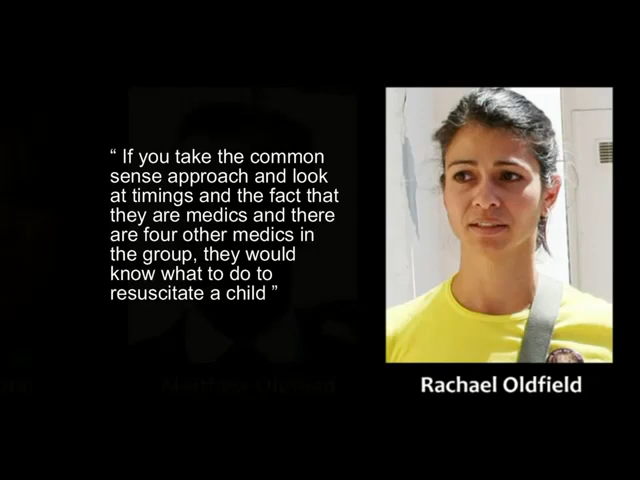 “ If you take the common
sense approach and look
at timings and the fact that
they are medics and there
are four other medics in
the group, they would
know what to do to
resuscitate a child ”
Rachael Oldfield